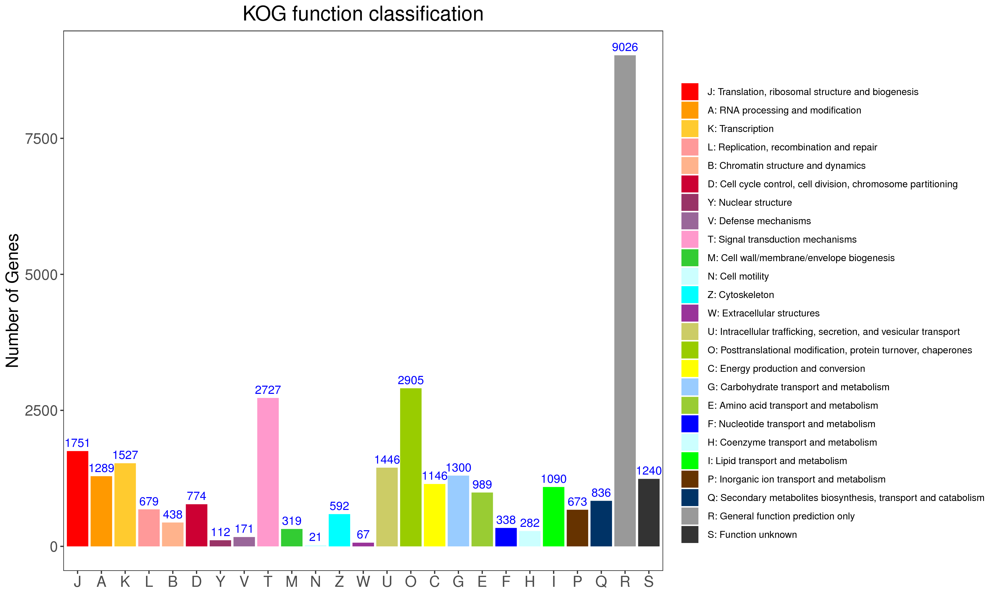 KOG function classification
Number of Genes
7500
5000
2500
0
1751
1289
1527
679
438
774
112
171
2727
319
21
592
67
1446
2905
1146
1300
989
338
282
1090
673
836
9026
1240
J
A
K
L
B
D
Y
V
T
M
N
Z
W
U
O
C
G
E
F
H
I
P
Q
R
S
J: Translation, ribosomal structure and biogenesis
A: RNA processing and modification
K: Transcription
L: Replication, recombination and repair
B: Chromatin structure and dynamics
D: Cell cycle control, cell division, chromosome partitioning
Y: Nuclear structure
V: Defense mechanisms
T: Signal transduction mechanisms
M: Cell wall/membrane/envelope biogenesis
N: Cell motility
Z: Cytoskeleton
W: Extracellular structures
U: Intracellular trafficking, secretion, and vesicular transport
O: Posttranslational modification, protein turnover, chaperones
C: Energy production and conversion
G: Carbohydrate transport and metabolism
E: Amino acid transport and metabolism
F: Nucleotide transport and metabolism
H: Coenzyme transport and metabolism
I: Lipid transport and metabolism
P: Inorganic ion transport and metabolism
Q: Secondary metabolites biosynthesis, transport and catabolism
R: General function prediction only
S: Function unknown